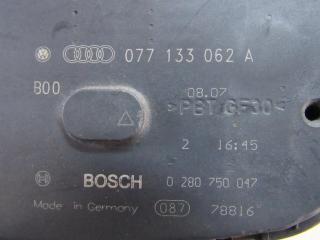 077 133 062 A
B00
08.07
>PBT GF30<
2 16:45
BOSCH 0 280 750 047
Made in Germany 087 78816